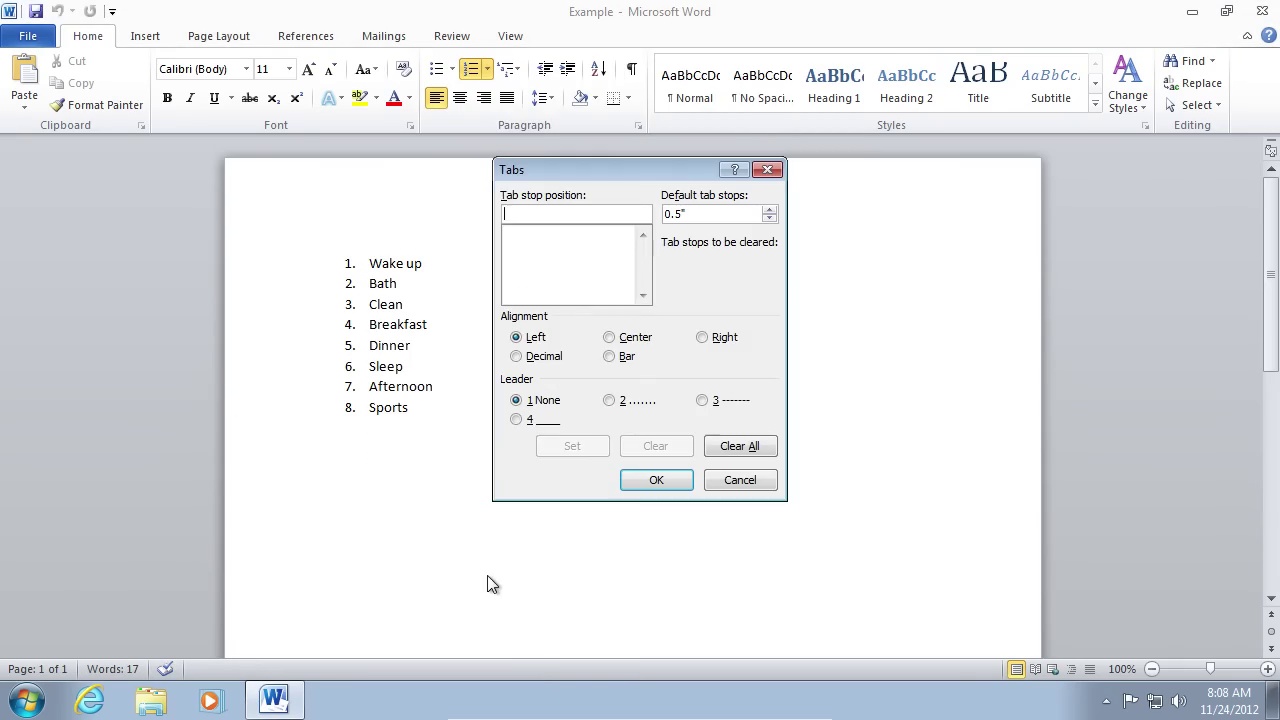 Example - Microsoft Word
File Home Insert Page Layout References Mailings Review View
Paste
Cut
Copy
Format Painter
Clipboard
Calibri (Body) 11
Font
Paragraph
AaBbCcDc AaBbCcDc AaBbCc AaBbCc AaB AaBbCc.
¶ Normal ¶ No Spaci... Heading 1 Heading 2 Title Subtitle
Change Styles
Styles
Find
Replace
Select
Editing
1. Wake up
2. Bath
3. Clean
4. Breakfast
5. Dinner
6. Sleep
7. Afternoon
8. Sports
Tabs
Tab stop position: Default tab stops:
0.5"
Tab stops to be cleared:
Alignment
Left Center Right
Decimal Bar
Leader
1 None 2 ....... 3 -------
4 ____
Set Clear Clear All
OK Cancel
Page: 1 of 1 Words: 17 100%
8:08 AM
11/24/2012